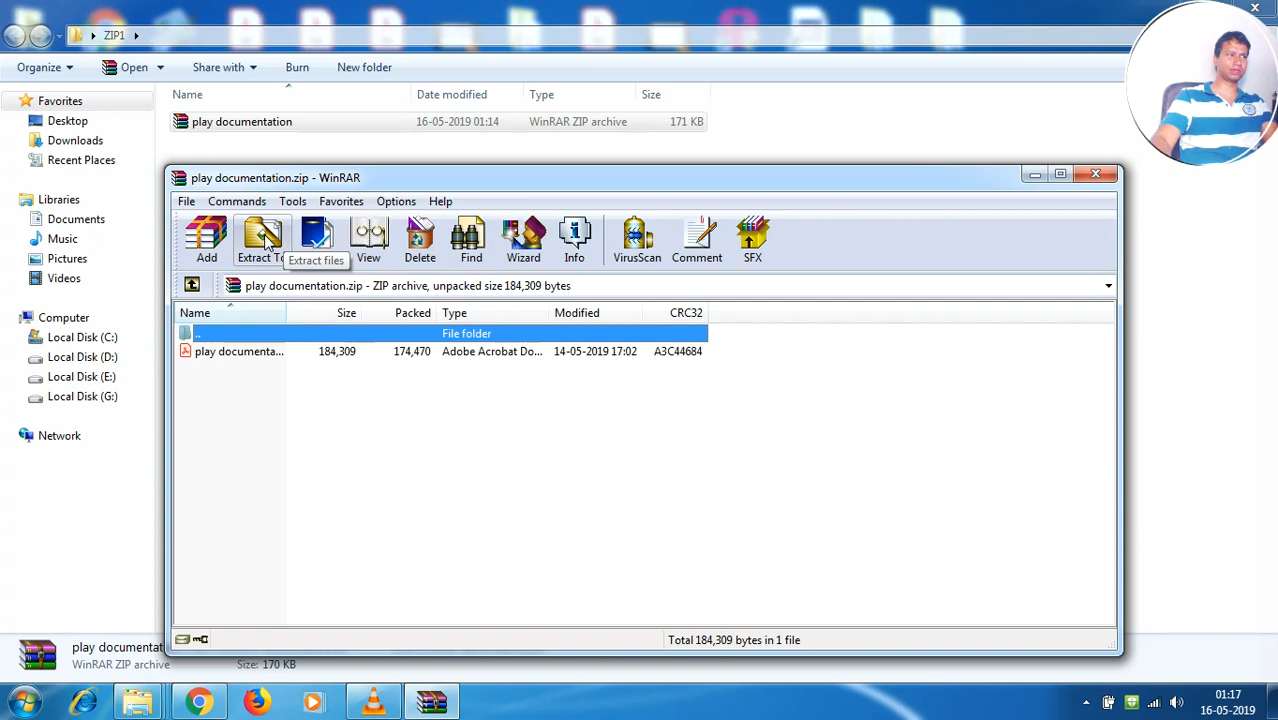 ZIP1
Organize Open Share with Burn New folder
Name Date modified Type Size
play documentation 16-05-2019 01:14 WinRAR ZIP archive 171 KB
Favorites
Desktop
Downloads
Recent Places
Libraries
Documents
Music
Pictures
Videos
Computer
Local Disk (C:)
Local Disk (D:)
Local Disk (E:)
Local Disk (G:)
Network
play documentation.zip - WinRAR
File Commands Tools Favorites Options Help
Add Extract To View Delete Find Wizard Info VirusScan Comment SFX
Extract files
play documentation.zip - ZIP archive, unpacked size 184,309 bytes
Name Size Packed Type Modified CRC32
.. File folder
play documenta... 184,309 174,470 Adobe Acrobat Do... 14-05-2019 17:02 A3C44684
Total 184,309 bytes in 1 file
play documentat
WinRAR ZIP archive Size: 170 KB
01:17
16-05-2019